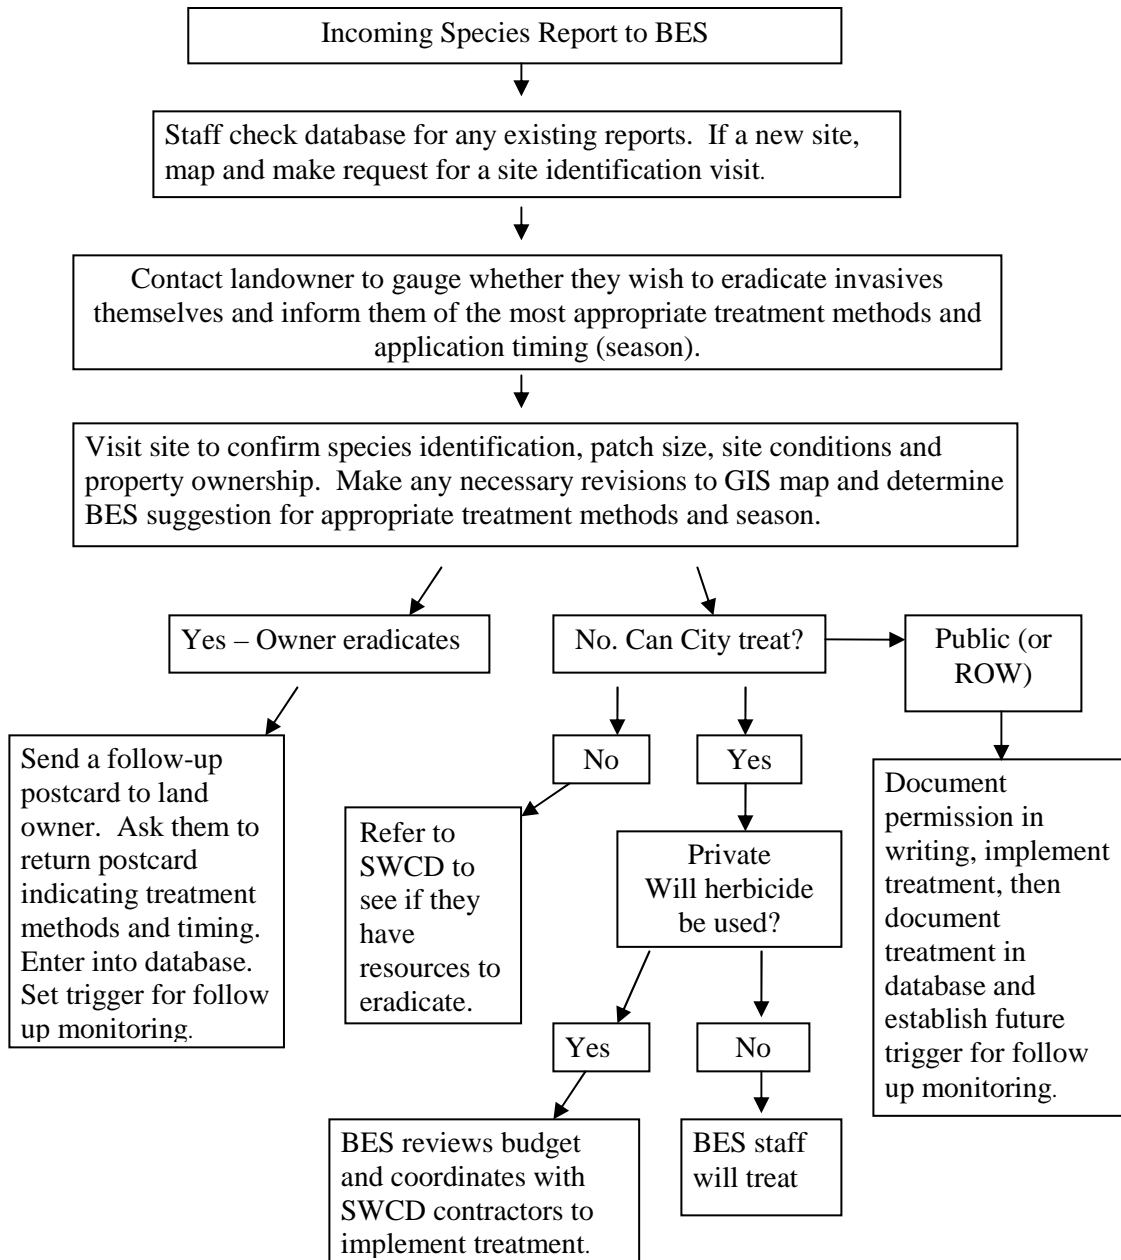 Incoming Species Report to BES
Staff check database for any existing reports.  If a new site,
map and make request for a site identification visit.
Contact landowner to gauge whether they wish to eradicate invasives
themselves and inform them of the most appropriate treatment methods and
application timing (season).
Visit site to confirm species identification, patch size, site conditions and
property ownership.  Make any necessary revisions to GIS map and determine
BES suggestion for appropriate treatment methods and season.
Yes – Owner eradicates
No. Can City treat?
Public (or
ROW)
Send a follow-up
postcard to land
owner.  Ask them to
return postcard
indicating treatment
methods and timing.
Enter into database.
Set trigger for follow
up monitoring.
No
Yes
Refer to
SWCD to
see if they
have
resources to
eradicate.
Private
Will herbicide
be used?
Document
permission in
writing, implement
treatment, then
document
treatment in
database and
establish future
trigger for follow
up monitoring.
Yes
No
BES reviews budget
and coordinates with
SWCD contractors to
implement treatment.
BES staff
will treat